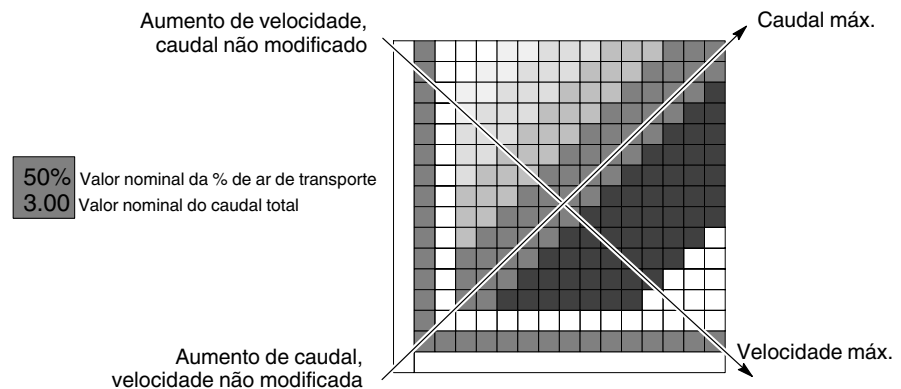 Aumento de velocidade,
caudal não modificado
Caudal máx.
50% Valor nominal da % de ar de transporte
3.00 Valor nominal do caudal total
Aumento de caudal,
velocidade não modificada
Velocidade máx.